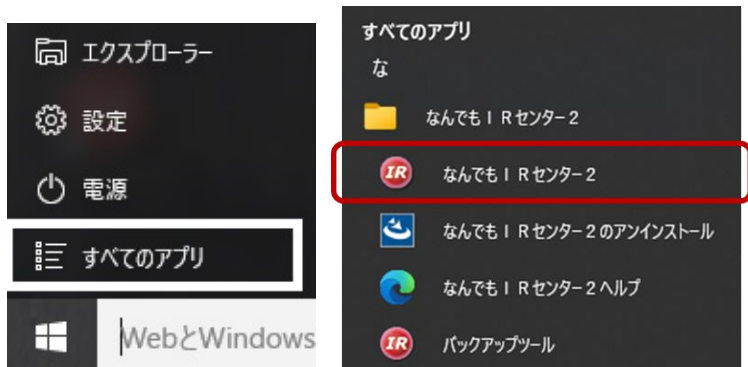 エクスプローラー
設定
電源
すべてのアプリ
WebとWindows
すべてのアプリ
な
なんでもＩＲセンター２
IR なんでもＩＲセンター２
なんでもＩＲセンター２のアンインストール
なんでもＩＲセンター２ヘルプ
IR バックアップツール